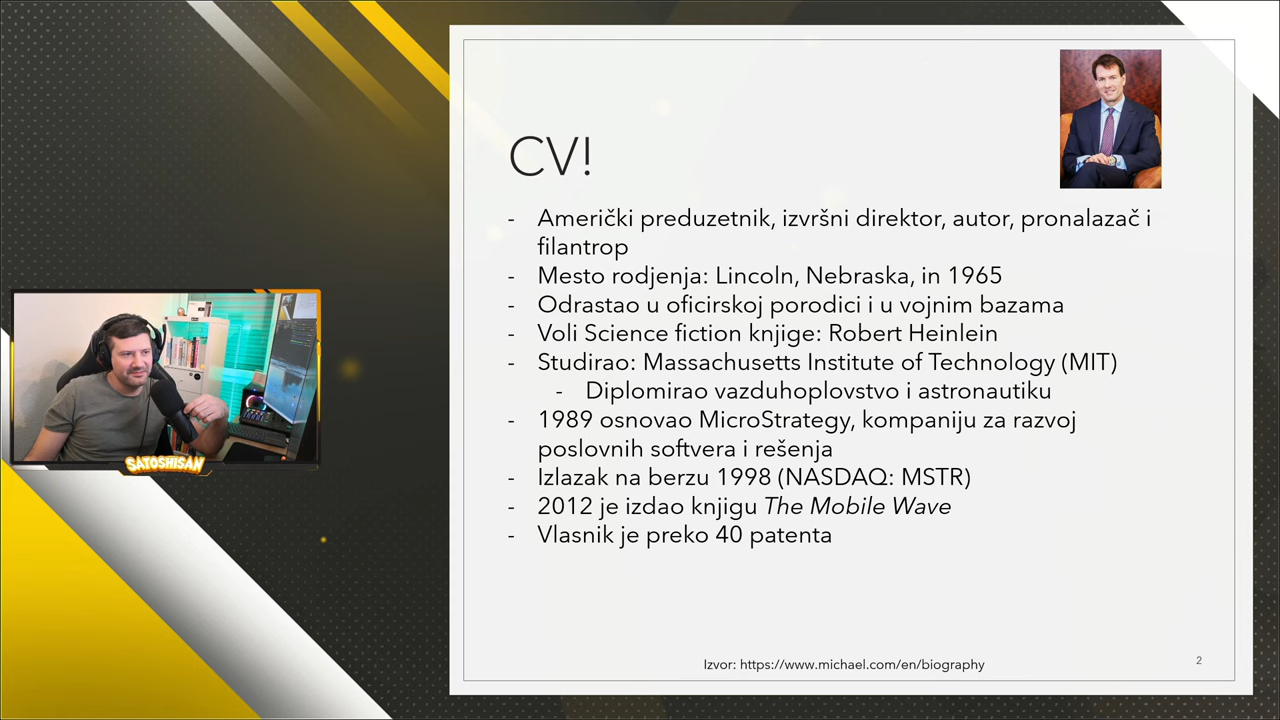 CV!
- Američki preduzetnik, izvršni direktor, autor, pronalazač i
filantrop
- Mesto rodjenja: Lincoln, Nebraska, in 1965
- Odrastao u oficirskoj porodici i u vojnim bazama
- Voli Science fiction knjige: Robert Heinlein
- Studirao: Massachusetts Institute of Technology (MIT)
- Diplomirao vazduhoplovstvo i astronautiku
- 1989 osnovao MicroStrategy, kompaniju za razvoj
poslovnih softvera i rešenja
- Izlazak na berzu 1998 (NASDAQ: MSTR)
- 2012 je izdao knjigu The Mobile Wave
- Vlasnik je preko 40 patenta
Izvor: https://www.michael.com/en/biography
2
SATOSHISAN